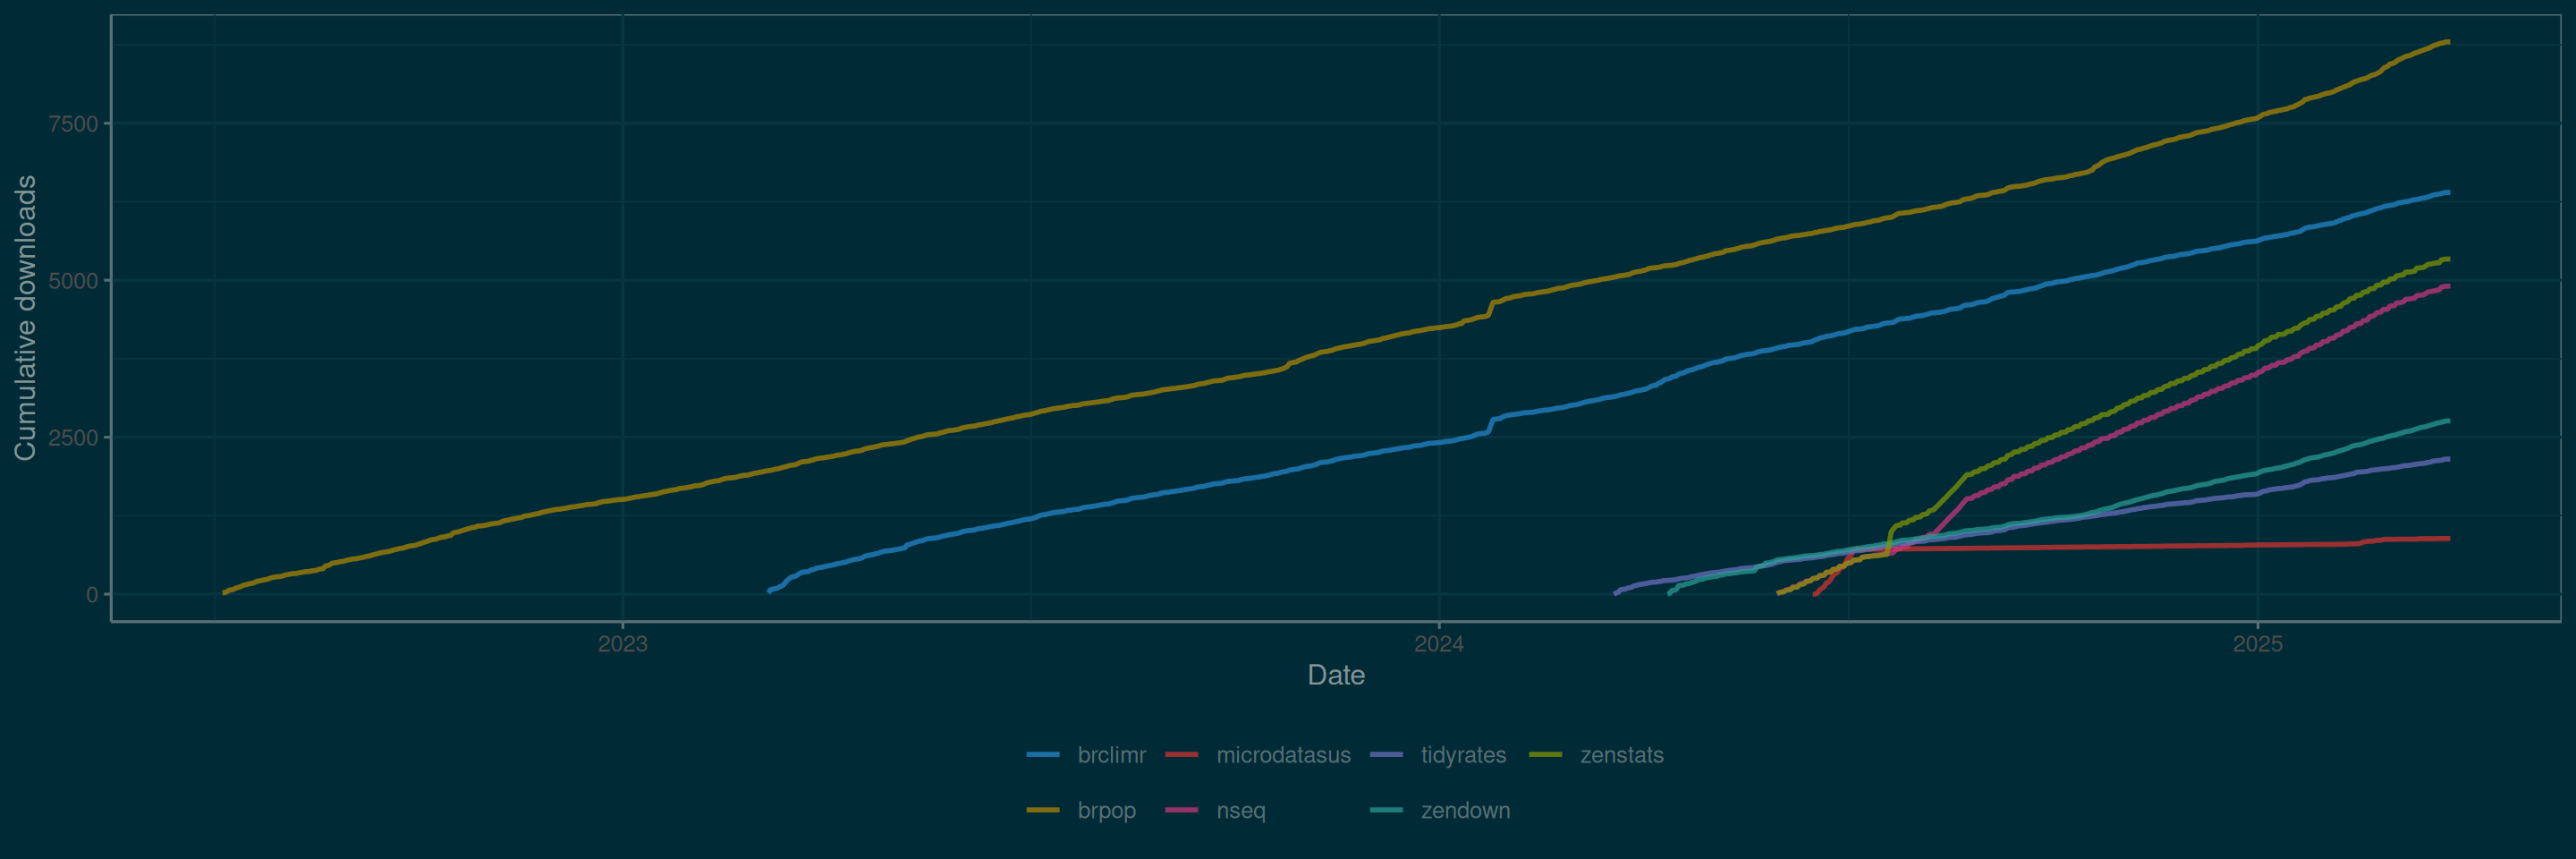 Cumulative downloads
7500
5000
2500
0
2023 2024 2025
Date
brclimr microdatasus tidyrates zenstats
brpop nseq zendown